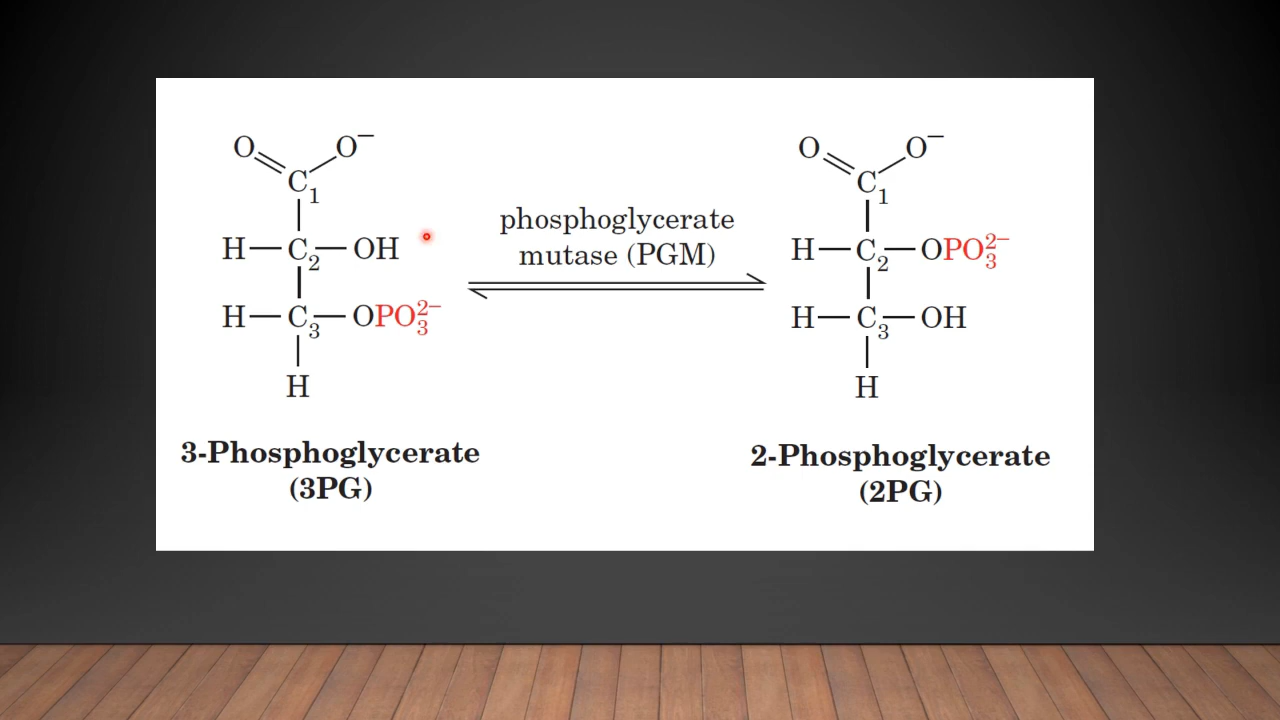 O O⁻
C₁
H—C₂—OH
H—C₃—OPO₃²⁻
H
3-Phosphoglycerate
(3PG)
phosphoglycerate
mutase (PGM)
O O⁻
C₁
H—C₂—OPO₃²⁻
H—C₃—OH
H
2-Phosphoglycerate
(2PG)